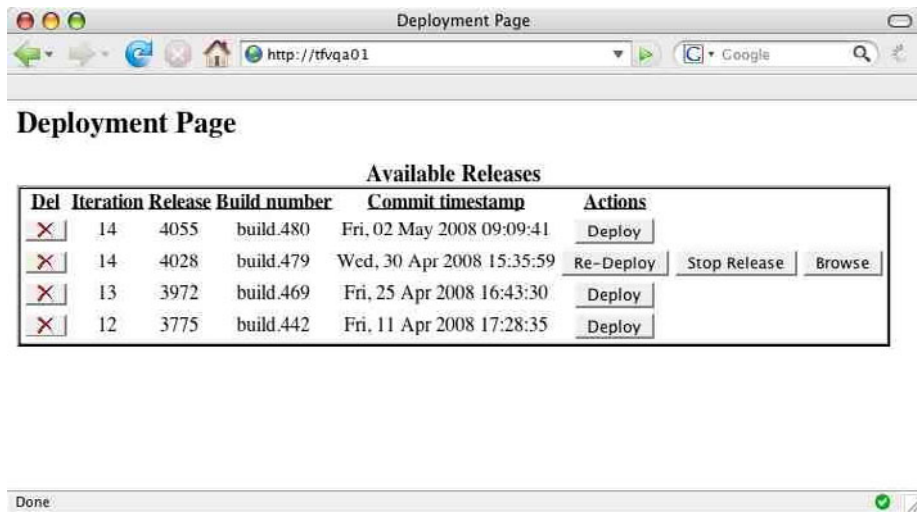 Deployment Page
http://tfvqa01
Google
Deployment Page
Available Releases
Del Iteration Release Build number Commit timestamp Actions
14 4055 build.480 Fri, 02 May 2008 09:09:41 Deploy
14 4028 build.479 Wed, 30 Apr 2008 15:35:59 Re-Deploy Stop Release Browse
13 3972 build.469 Fri, 25 Apr 2008 16:43:30 Deploy
12 3775 build.442 Fri, 11 Apr 2008 17:28:35 Deploy
Done